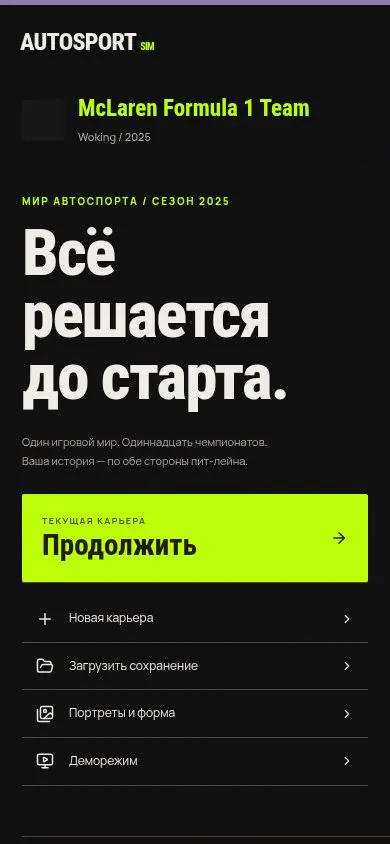 AUTOSPORT SIM
McLaren Formula 1 Team
Woking / 2025
МИР АВТОСПОРТА / СЕЗОН 2025
Всё
решается
до старта.
Один игровой мир. Одиннадцать чемпионатов.
Ваша история — по обе стороны пит-лейна.
ТЕКУЩАЯ КАРЬЕРА
Продолжить
Новая карьера
Загрузить сохранение
Портреты и форма
Деморежим